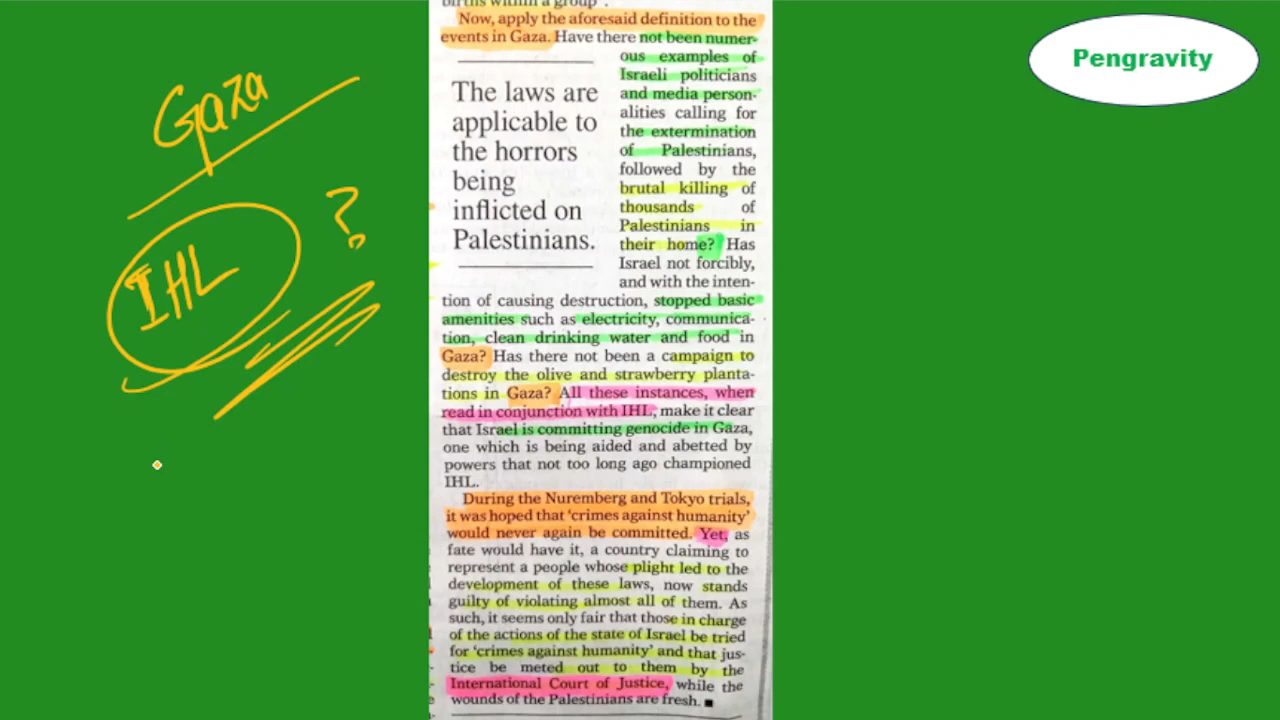 births within a group'.
Now, apply the aforesaid definition to the
events in Gaza. Have there not been numer-
ous examples of
Israeli politicians
and media person-
alities calling for
the extermination
of Palestinians,
followed by the
brutal killing of
thousands of
Palestinians in
their home? Has
Israel not forcibly,
and with the inten-
The laws are
applicable to
the horrors
being
inflicted on
Palestinians.
tion of causing destruction, stopped basic
amenities such as electricity, communica-
tion, clean drinking water and food in
Gaza? Has there not been a campaign to
destroy the olive and strawberry planta-
tions in Gaza? All these instances, when
read in conjunction with IHL, make it clear
that Israel is committing genocide in Gaza,
one which is being aided and abetted by
powers that not too long ago championed
IHL.
During the Nuremberg and Tokyo trials,
it was hoped that 'crimes against humanity'
would never again be committed. Yet, as
fate would have it, a country claiming to
represent a people whose plight led to the
development of these laws, now stands
guilty of violating almost all of them. As
such, it seems only fair that those in charge
of the actions of the state of Israel be tried
for 'crimes against humanity' and that jus-
tice be meted out to them by the
International Court of Justice, while the
wounds of the Palestinians are fresh. ■
Gaza
IHL ?
Pengravity